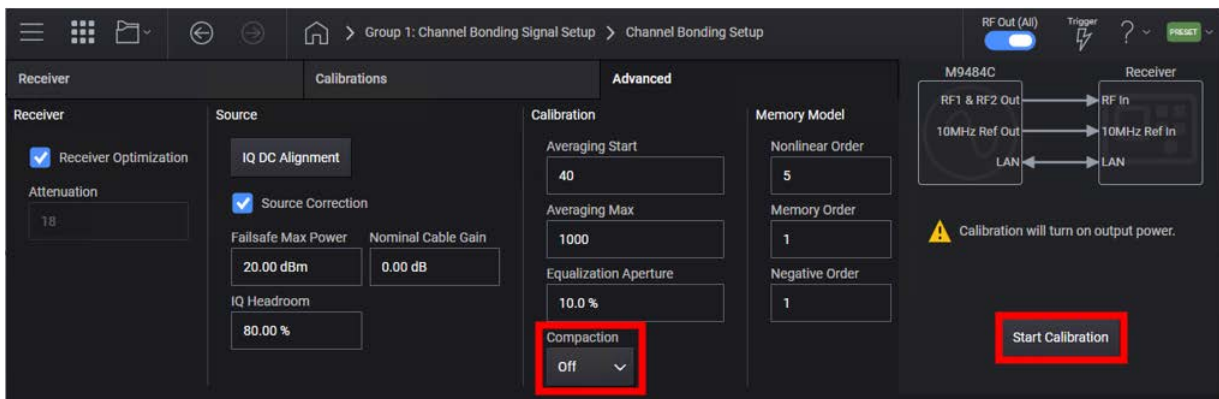 Group 1: Channel Bonding Signal Setup > Channel Bonding Setup
RF Out (All)
Trigger
?
PRESET
Receiver
Calibrations
Advanced
Receiver
Receiver Optimization
Attenuation
18
Source
IQ DC Alignment
Source Correction
Failsafe Max Power
Nominal Cable Gain
20.00 dBm
0.00 dB
IQ Headroom
80.00 %
Calibration
Averaging Start
40
Averaging Max
1000
Equalization Aperture
10.0 %
Compaction
Off
Memory Model
Nonlinear Order
5
Memory Order
1
Negative Order
1
M9484C
Receiver
RF1 & RF2 Out
RF In
10MHz Ref Out
10MHz Ref In
LAN
LAN
Calibration will turn on output power.
Start Calibration